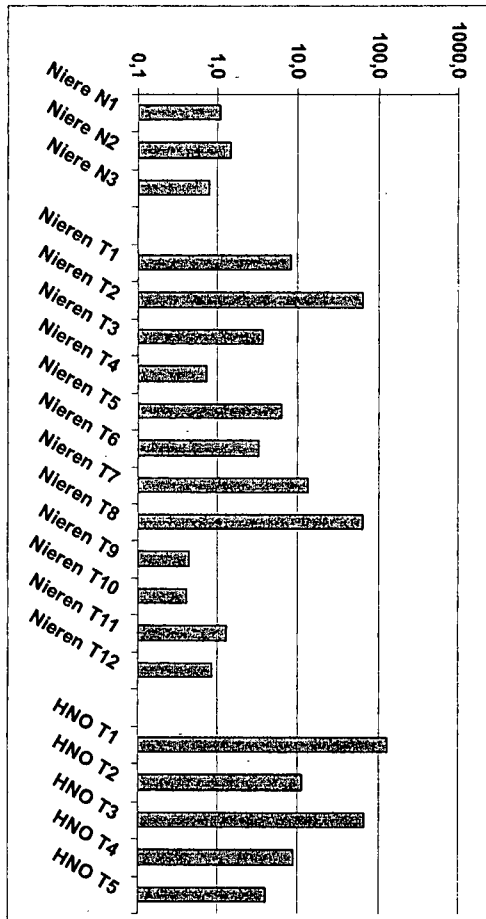 0,1
1,0
10,0
100,0
1000,0
Niere N1
Niere N2
Niere N3
Nieren T1
Nieren T2
Nieren T3
Nieren T4
Nieren T5
Nieren T6
Nieren T7
Nieren T8
Nieren T9
Nieren T10
Nieren T11
Nieren T12
HNO T1
HNO T2
HNO T3
HNO T4
HNO T5